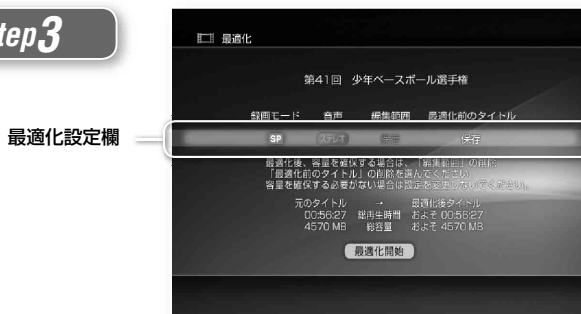 tep3
最適化
第41回 少年ベースボール選手権
録画モード 音声 編集範囲 最適化前のタイトル
最適化設定欄
SP ステレオ 保存
最適化後、容量を確保する場合は、「編集範囲」の削除
「最適化前のタイトル」の削除を選んでください。
容量を確保する必要がない場合は設定を変更しないでください。
元のタイトル → 最適化後タイトル
00:56:27 総再生時間 およそ 00:56:27
4570 MB 総容量 およそ 4570 MB
最適化開始